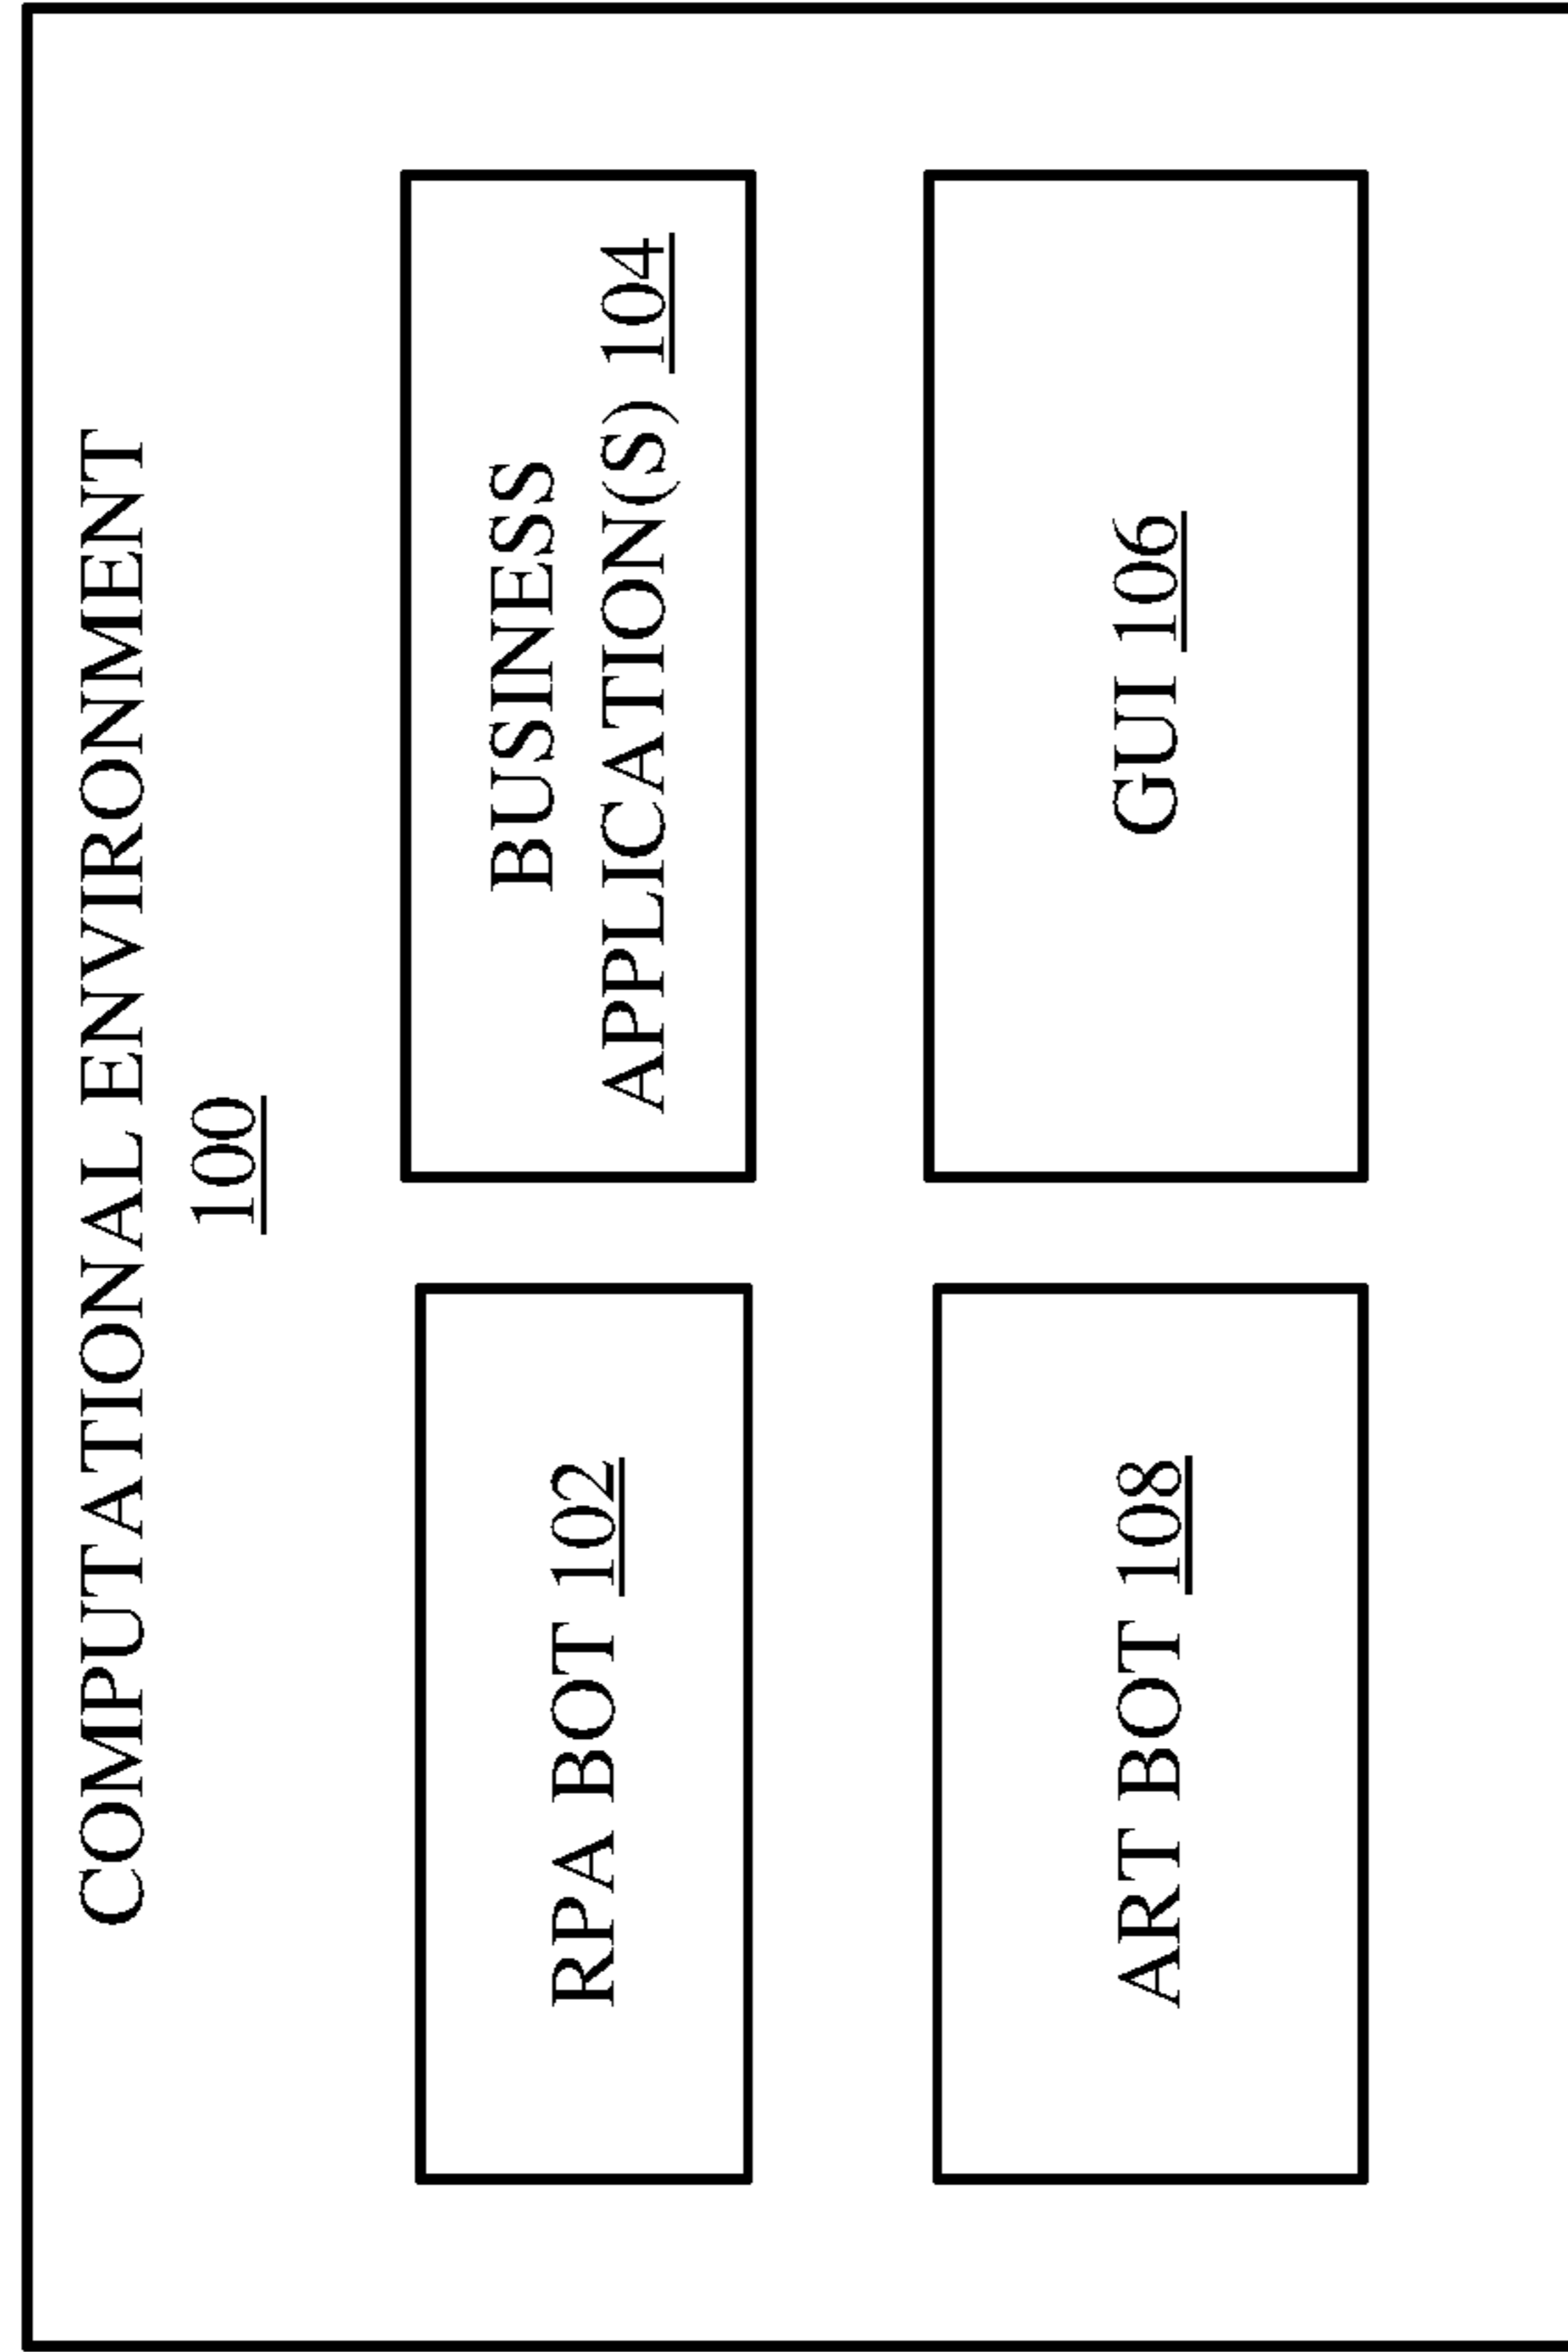 COMPUTATIONAL ENVIRONMENT
100
RPA BOT 102
BUSINESS
APPLICATION(S) 104
ART BOT 108
GUI 106